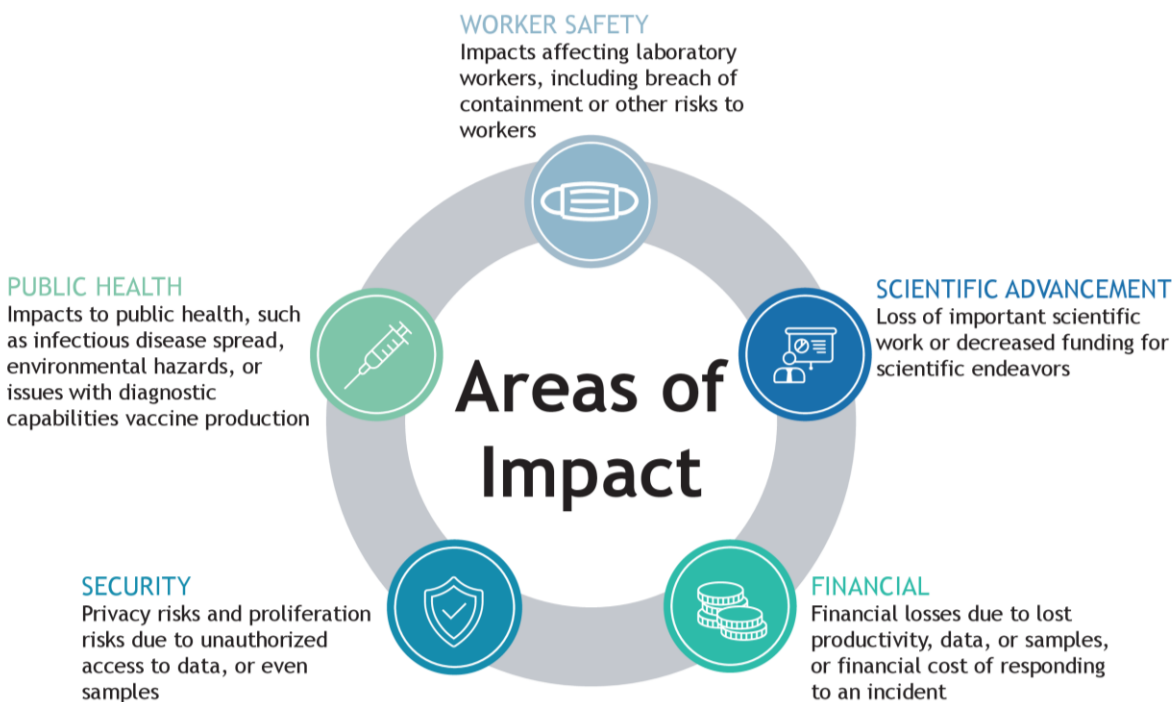 WORKER SAFETY
Impacts affecting laboratory
workers, including breach of
containment or other risks to
workers
PUBLIC HEALTH
Impacts to public health, such
as infectious disease spread,
environmental hazards, or
issues with diagnostic
capabilities vaccine production
SCIENTIFIC ADVANCEMENT
Loss of important scientific
work or decreased funding for
scientific endeavors
Areas of
Impact
SECURITY
Privacy risks and proliferation
risks due to unauthorized
access to data, or even
samples
FINANCIAL
Financial losses due to lost
productivity, data, or samples,
or financial cost of responding
to an incident